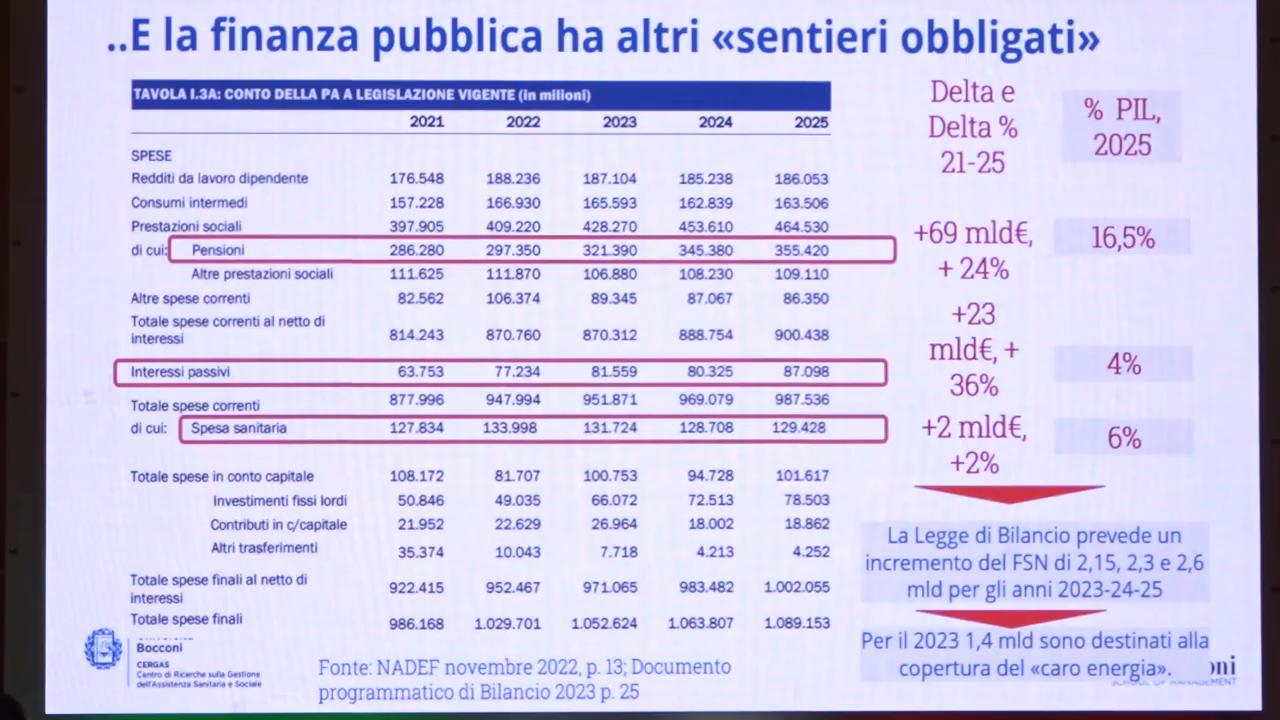 ..E la finanza pubblica ha altri «sentieri obbligati»
TAVOLA I.3A: CONTO DELLA PA A LEGISLAZIONE VIGENTE (in milioni)
2021 2022 2023 2024 2025
SPESE
Redditi da lavoro dipendente 176.548 188.236 187.104 185.238 186.053
Consumi intermedi 157.228 166.930 165.593 162.839 163.506
Prestazioni sociali 397.905 409.220 428.270 453.610 464.530
di cui: Pensioni 286.280 297.350 321.390 345.380 355.420
Altre prestazioni sociali 111.625 111.870 106.880 108.230 109.110
Altre spese correnti 82.562 106.374 89.345 87.067 86.350
Totale spese correnti al netto di
interessi 814.243 870.760 870.312 888.754 900.438
Interessi passivi 63.753 77.234 81.559 80.325 87.098
Totale spese correnti 877.996 947.994 951.871 969.079 987.536
di cui: Spesa sanitaria 127.834 133.998 131.724 128.708 129.428
Totale spese in conto capitale 108.172 81.707 100.753 94.728 101.617
Investimenti fissi lordi 50.846 49.035 66.072 72.513 78.503
Contributi in c/capitale 21.952 22.629 26.964 18.002 18.862
Altri trasferimenti 35.374 10.043 7.718 4.213 4.252
Totale spese finali al netto di
interessi 922.415 952.467 971.065 983.482 1.002.055
Totale spese finali 986.168 1.029.701 1.052.624 1.063.807 1.089.153
Delta e
Delta %
21-25
% PIL,
2025
+69 mld€,
+ 24%
16,5%
+23
mld€, +
36%
4%
+2 mld€,
+2%
6%
La Legge di Bilancio prevede un
incremento del FSN di 2,15, 2,3 e 2,6
mld per gli anni 2023-24-25
Per il 2023 1,4 mld sono destinati alla
copertura del «caro energia».
Bocconi
CERGAS
Centro di Ricerche sulla Gestione
dell'Assistenza Sanitaria e Sociale
Fonte: NADEF novembre 2022, p. 13; Documento
programmatico di Bilancio 2023 p. 25